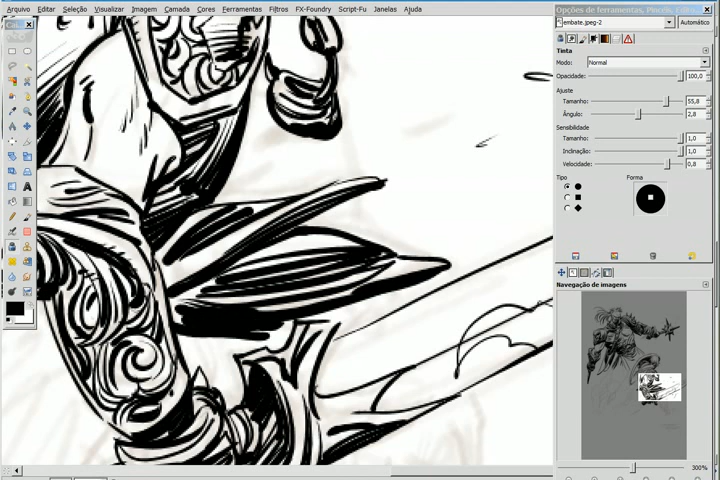 Arquivo Editar Seleção Visualizar Imagem Camada Cores Ferramentas Filtros FX-Foundry Script-Fu Janelas Ajuda
Opções de ferramentas, Pincéis,
embate.jpeg-2 Automático
Tinta
Modo: Normal
Opacidade: 100,0
Ajuste
Tamanho: 55,8
Ângulo: 2,8
Sensibilidade
Tamanho: 1,0
Inclinação: 1,0
Velocidade: 0,8
Tipo Forma
Navegação de imagens
300%